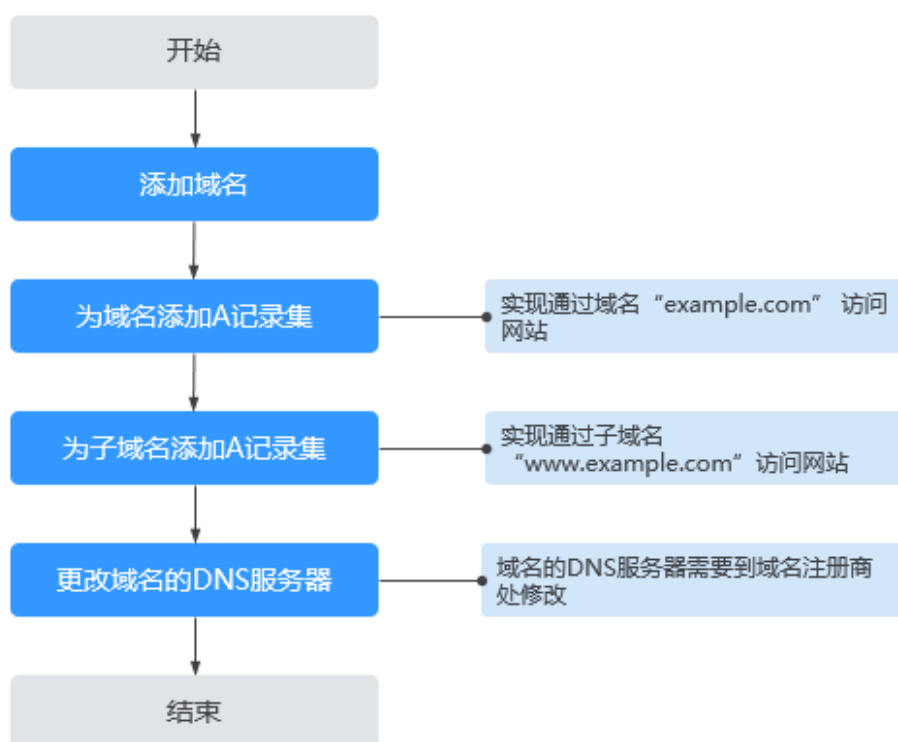 开始
添加域名
为域名添加A记录集
实现通过域名“example.com” 访问
网站
为子域名添加A记录集
实现通过子域名
“www.example.com”访问网站
更改域名的DNS服务器
域名的DNS服务器需要到域名注册商
处修改
结束